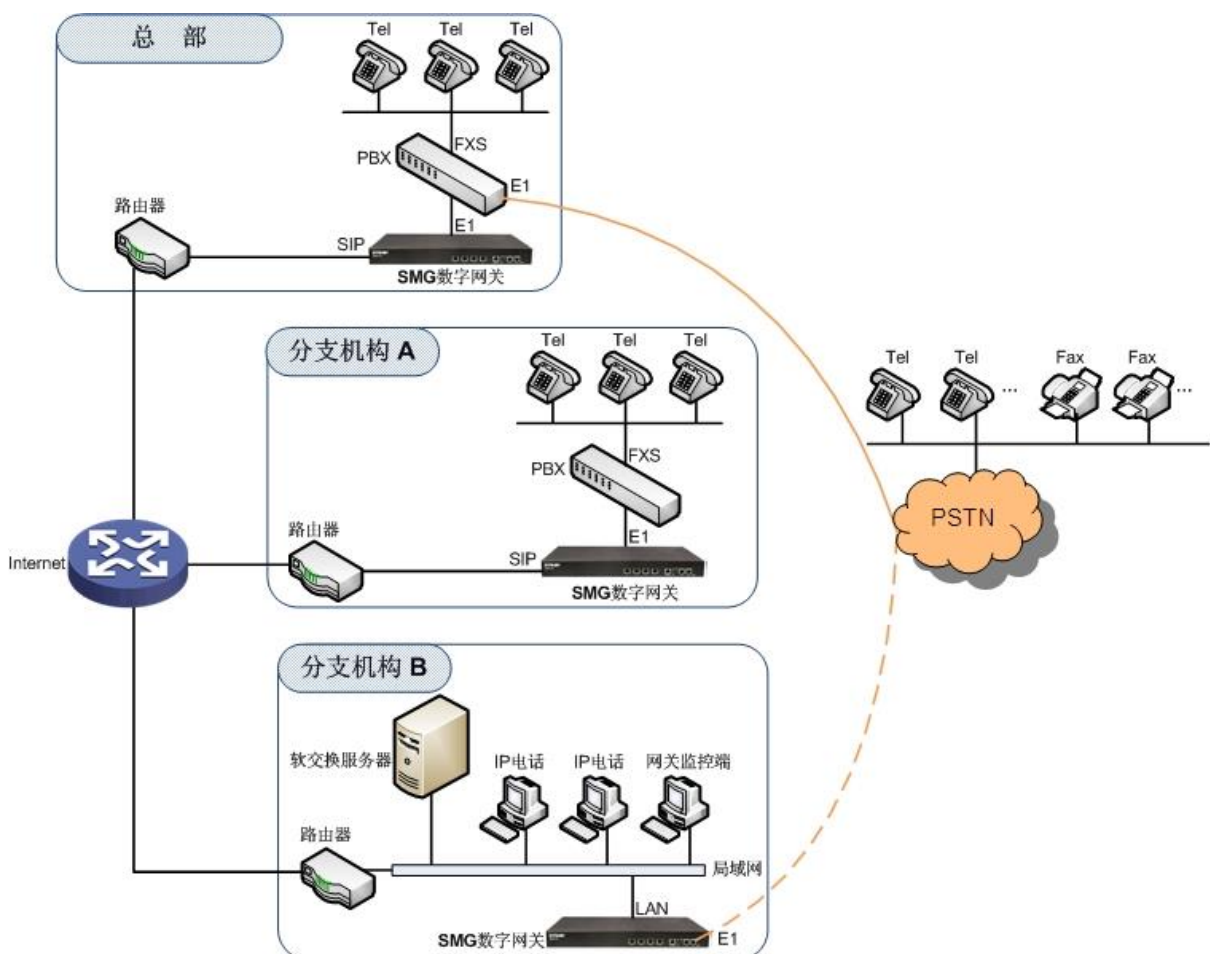 总 部
Tel Tel Tel
FXS
PBX
E1
E1
路由器
SIP
SMG数字网关
分支机构 A
Tel Tel Tel
FXS
PBX
E1
路由器
SIP
SMG数字网关
Internet
Tel Tel ... Fax Fax ...
PSTN
分支机构 B
软交换服务器
IP电话 IP电话 网关监控端
路由器
局域网
LAN
SMG数字网关
E1